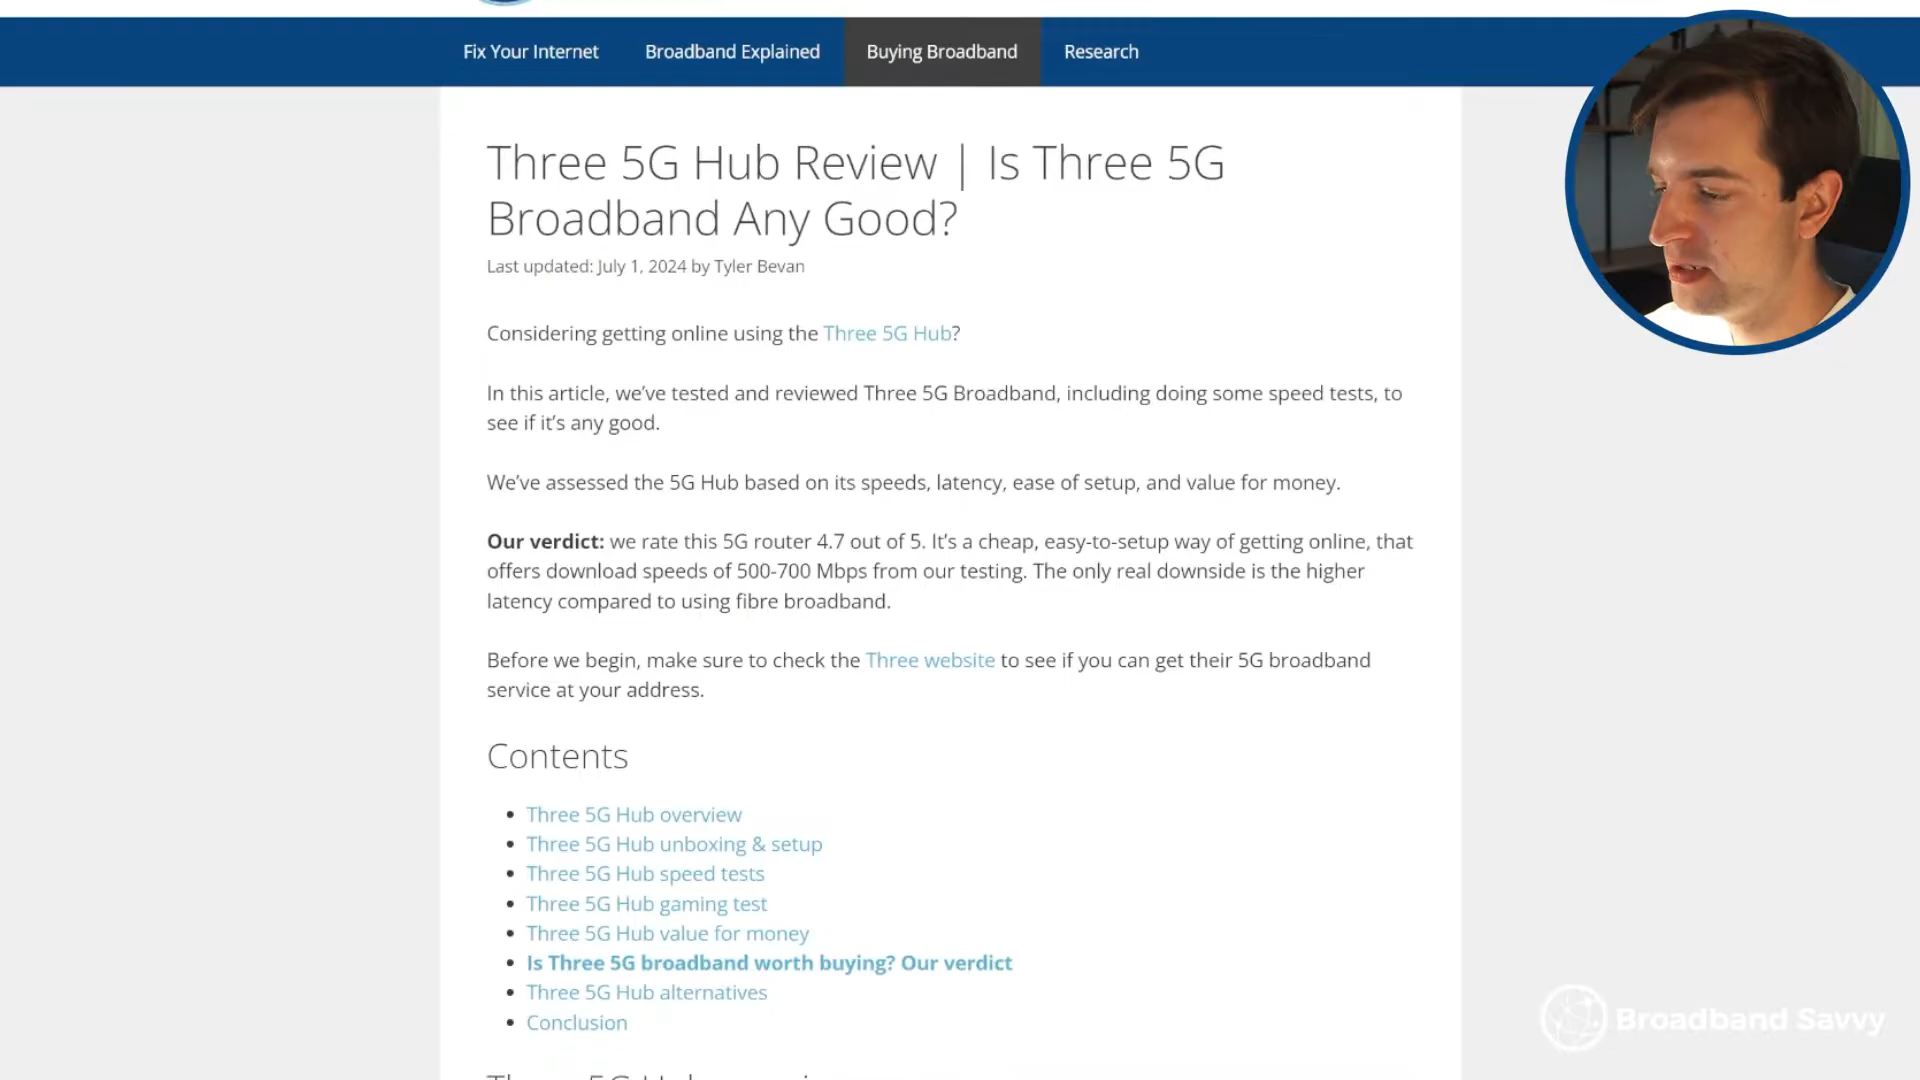 Fix Your Internet Broadband Explained Buying Broadband Research
Three 5G Hub Review | Is Three 5G
Broadband Any Good?
Last updated: July 1, 2024 by Tyler Bevan
Considering getting online using the Three 5G Hub?
In this article, we’ve tested and reviewed Three 5G Broadband, including doing some speed tests, to
see if it’s any good.
We’ve assessed the 5G Hub based on its speeds, latency, ease of setup, and value for money.
Our verdict: we rate this 5G router 4.7 out of 5. It’s a cheap, easy-to-setup way of getting online, that
offers download speeds of 500-700 Mbps from our testing. The only real downside is the higher
latency compared to using fibre broadband.
Before we begin, make sure to check the Three website to see if you can get their 5G broadband
service at your address.
Contents
Three 5G Hub overview
Three 5G Hub unboxing & setup
Three 5G Hub speed tests
Three 5G Hub gaming test
Three 5G Hub value for money
Is Three 5G broadband worth buying? Our verdict
Three 5G Hub alternatives
Conclusion
Broadband Savvy